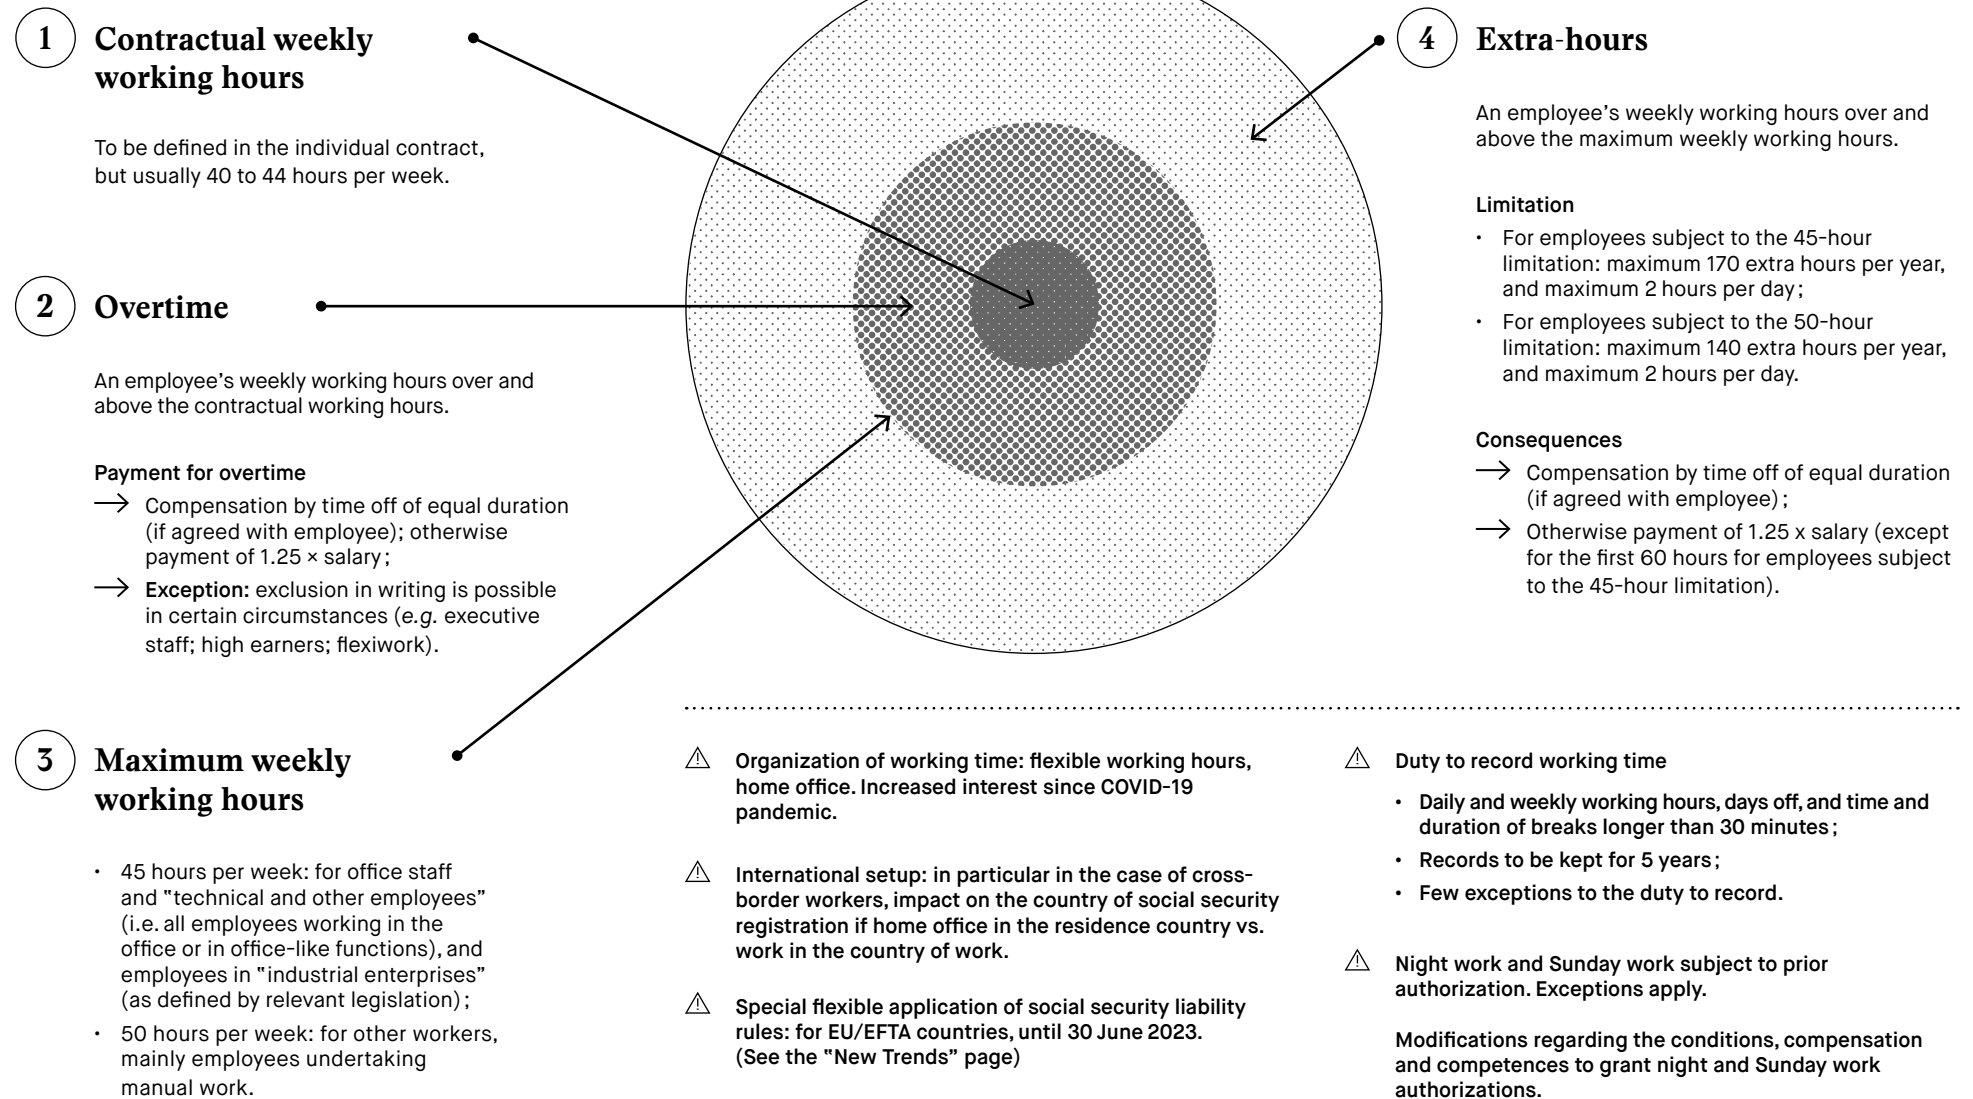 1
Contractual weekly
working hours
To be defined in the individual contract,
but usually 40 to 44 hours per week.
2
Overtime
An employee’s weekly working hours over and
above the contractual working hours.
Payment for overtime
→ Compensation by time off of equal duration
(if agreed with employee); otherwise
payment of 1.25 × salary;
→ Exception: exclusion in writing is possible
in certain circumstances (e.g. executive
staff; high earners; flexiwork).
3
Maximum weekly
working hours
• 45 hours per week: for office staff
and “technical and other employees”
(i.e. all employees working in the
office or in office-like functions), and
employees in “industrial enterprises”
(as defined by relevant legislation);
• 50 hours per week: for other workers,
mainly employees undertaking
manual work.
4
Extra-hours
An employee’s weekly working hours over and
above the maximum weekly working hours.
Limitation
• For employees subject to the 45-hour
limitation: maximum 170 extra hours per year,
and maximum 2 hours per day;
• For employees subject to the 50-hour
limitation: maximum 140 extra hours per year,
and maximum 2 hours per day.
Consequences
→ Compensation by time off of equal duration
(if agreed with employee);
→ Otherwise payment of 1.25 x salary (except
for the first 60 hours for employees subject
to the 45-hour limitation).
Organization of working time: flexible working hours,
home office. Increased interest since COVID-19
pandemic.
International setup: in particular in the case of cross-
border workers, impact on the country of social security
registration if home office in the residence country vs.
work in the country of work.
Special flexible application of social security liability
rules: for EU/EFTA countries, until 30 June 2023.
(See the “New Trends” page)
Duty to record working time
• Daily and weekly working hours, days off, and time and
duration of breaks longer than 30 minutes;
• Records to be kept for 5 years;
• Few exceptions to the duty to record.
Night work and Sunday work subject to prior
authorization. Exceptions apply.
Modifications regarding the conditions, compensation
and competences to grant night and Sunday work
authorizations.